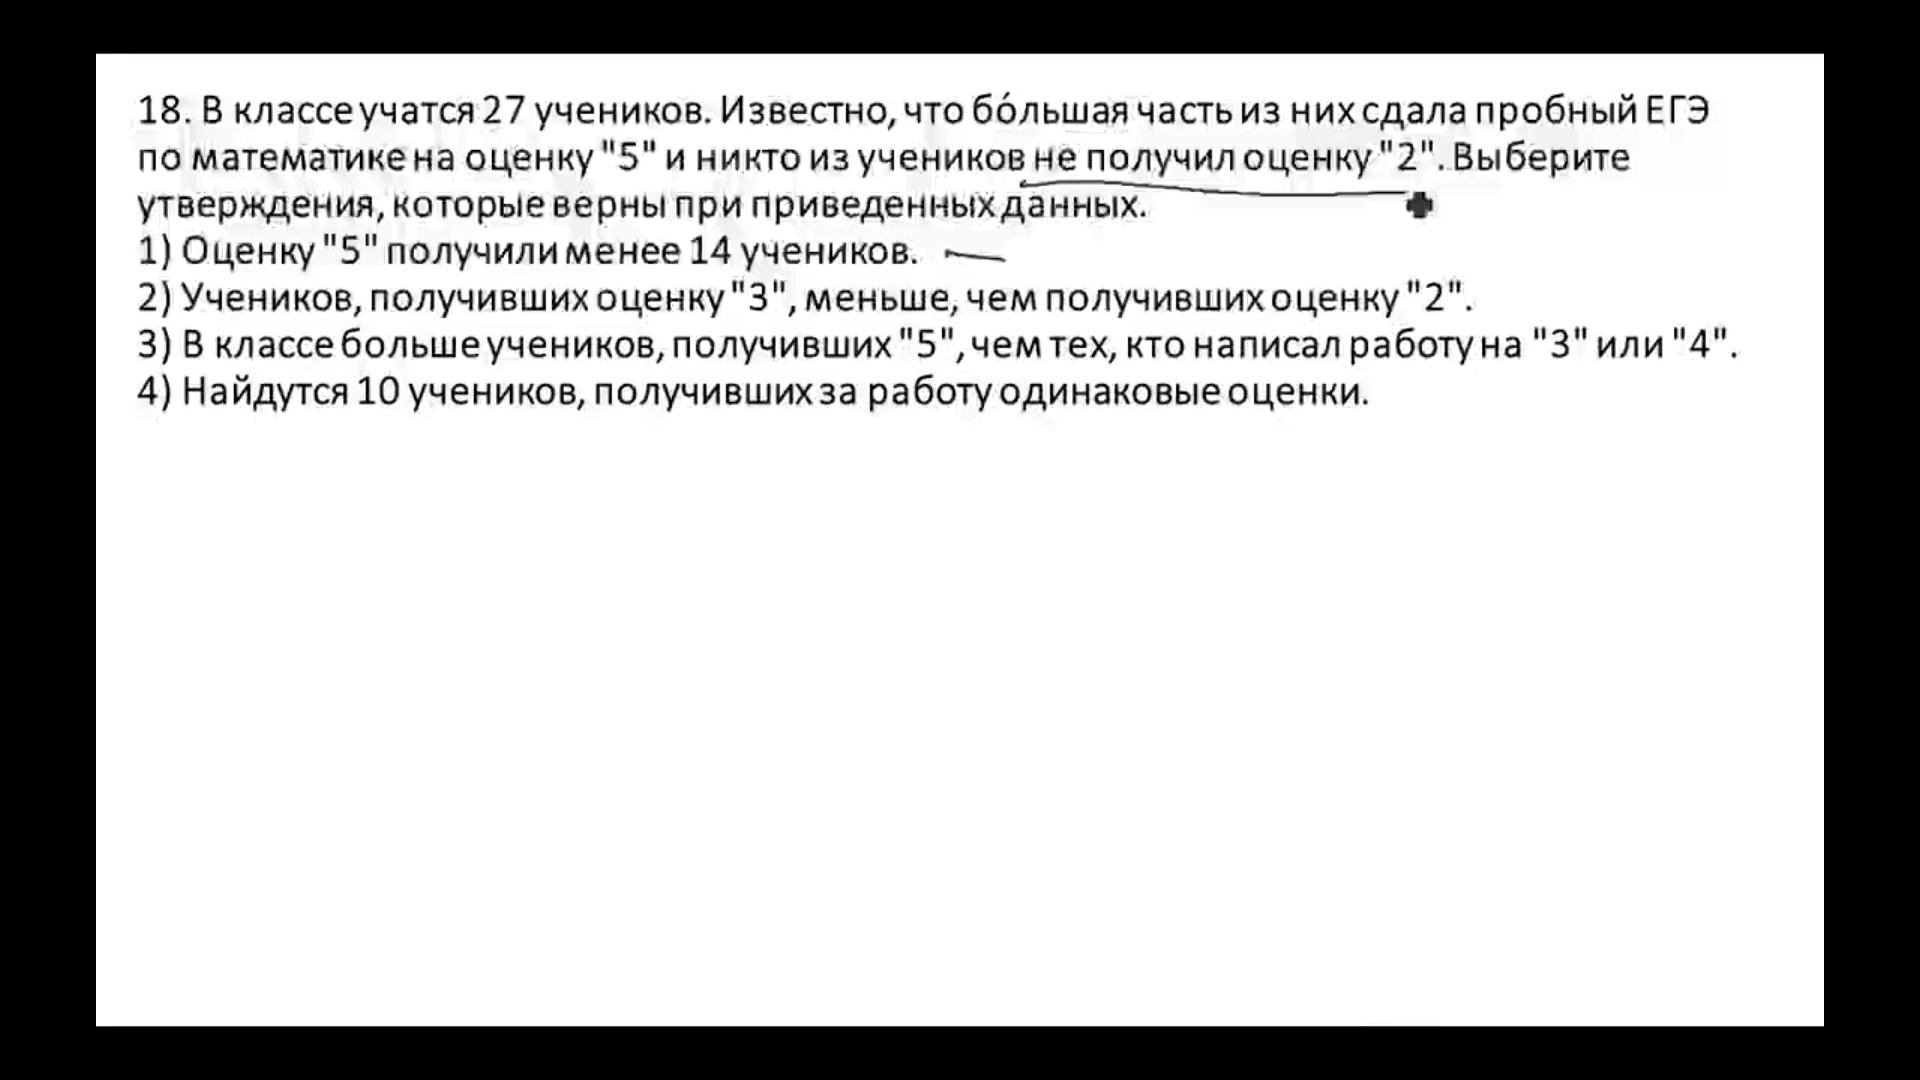 18. В классе учатся 27 учеников. Известно, что бо́льшая часть из них сдала пробный ЕГЭ
по математике на оценку "5" и никто из учеников не получил оценку "2". Выберите
утверждения, которые верны при приведенных данных.
1) Оценку "5" получили менее 14 учеников.
2) Учеников, получивших оценку "3", меньше, чем получивших оценку "2".
3) В классе больше учеников, получивших "5", чем тех, кто написал работу на "3" или "4".
4) Найдутся 10 учеников, получивших за работу одинаковые оценки.